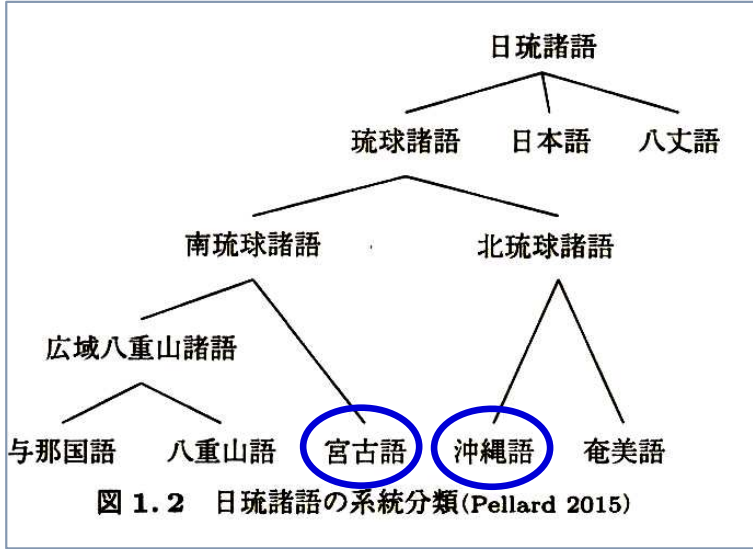 日琉諸語
琉球諸語 日本語 八丈語
南琉球諸語 北琉球諸語
広域八重山諸語
与那国語 八重山語 宮古語 沖縄語 奄美語
図 1.2 日琉諸語の系統分類(Pellard 2015)